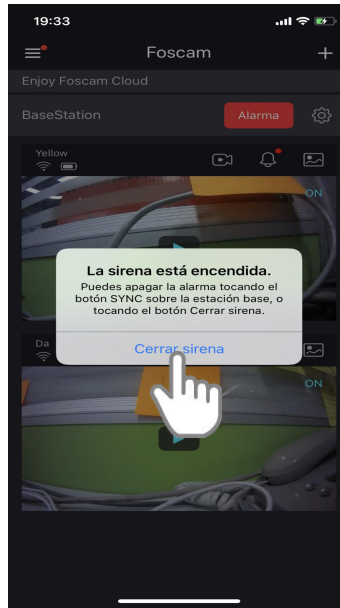 19:33
Foscam
Enjoy Foscam Cloud
BaseStation
Alarma
Yellow
ON
La sirena está encendida.
Puedes apagar la alarma tocando el
botón SYNC sobre la estación base, o
tocando el botón Cerrar sirena.
Cerrar sirena
Da
ON